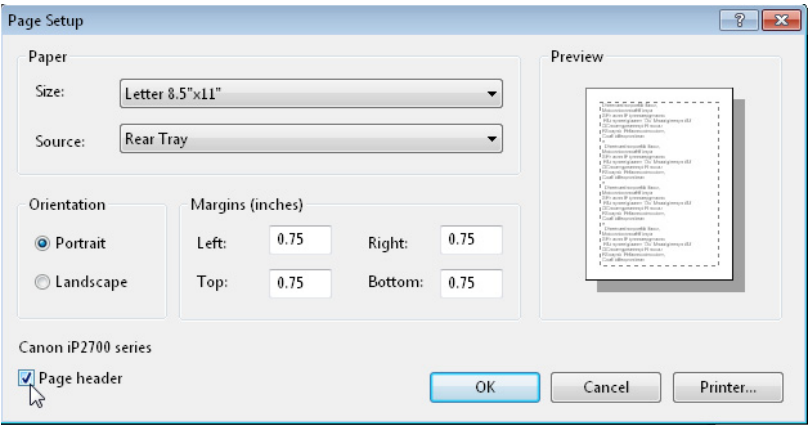 Page Setup
Paper
Size: Letter 8.5"x11"
Source: Rear Tray
Orientation
Portrait
Landscape
Margins (inches)
Left: 0.75 Right: 0.75
Top: 0.75 Bottom: 0.75
Preview
Canon iP2700 series
Page header
OK Cancel Printer...